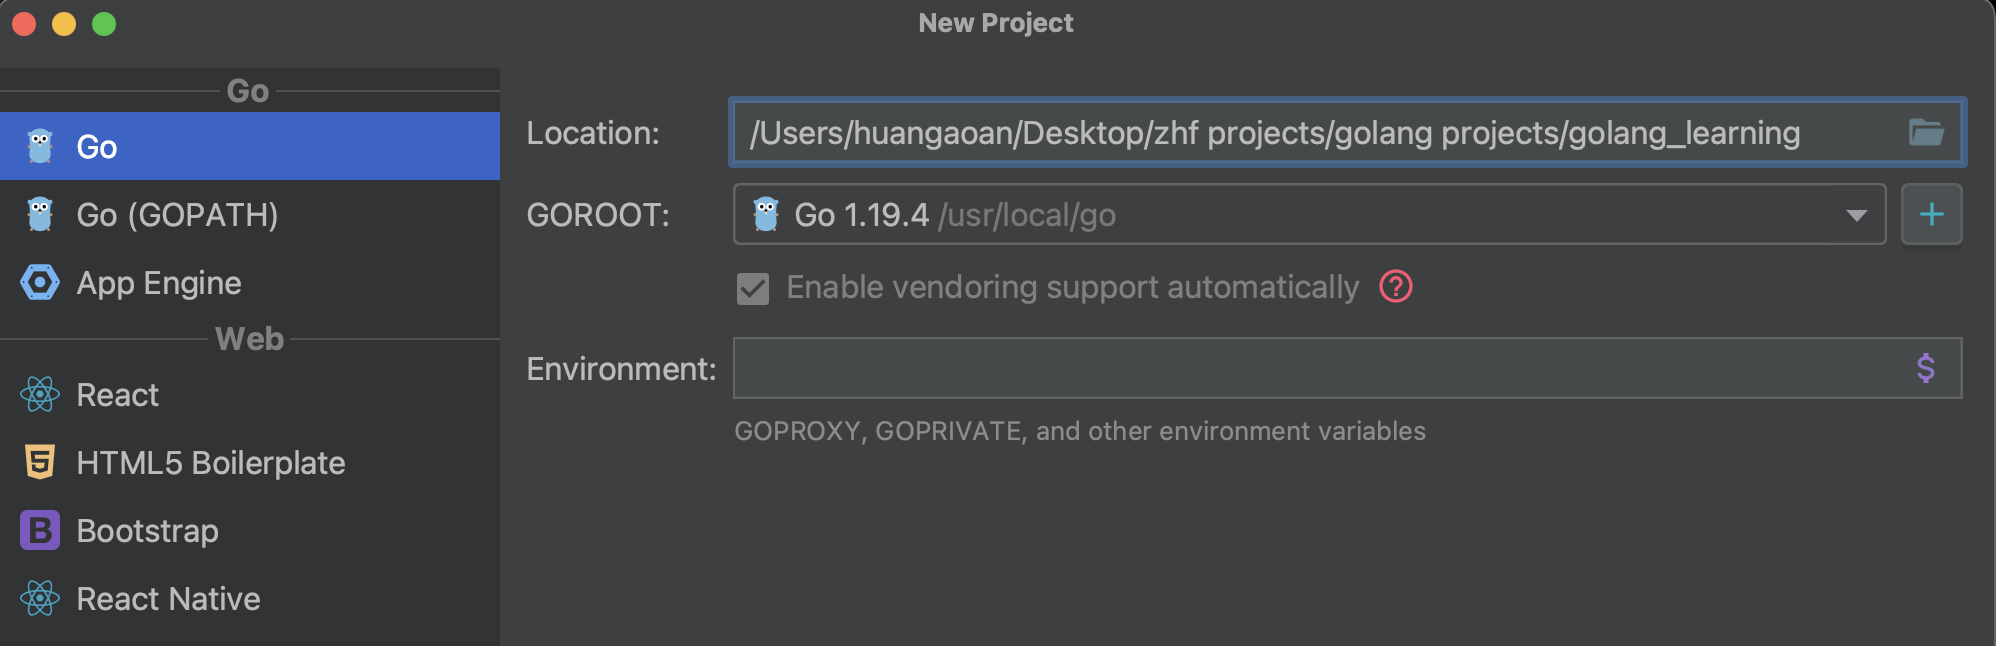 New Project
Go
Go
Go (GOPATH)
App Engine
Web
React
HTML5 Boilerplate
Bootstrap
React Native
Location: /Users/huangaoan/Desktop/zhf projects/golang projects/golang_learning
GOROOT: Go 1.19.4 /usr/local/go
Enable vendoring support automatically ?
Environment: $
GOPROXY, GOPRIVATE, and other environment variables